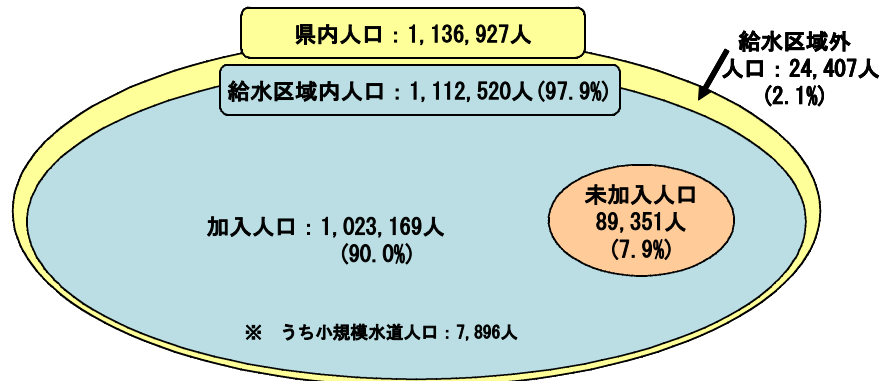 県内人口：1,136,927人
給水区域外
人口：24,407人
(2.1%)
給水区域内人口：1,112,520人(97.9%)
未加入人口
89,351人
(7.9%)
加入人口：1,023,169人
(90.0%)
※　うち小規模水道人口：7,896人